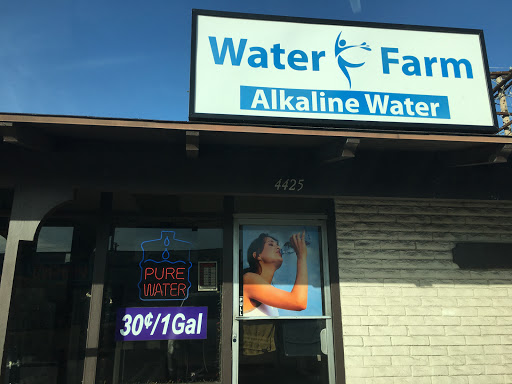 Water Farm
Alkaline Water
4425
PURE
WATER
30¢/1Gal